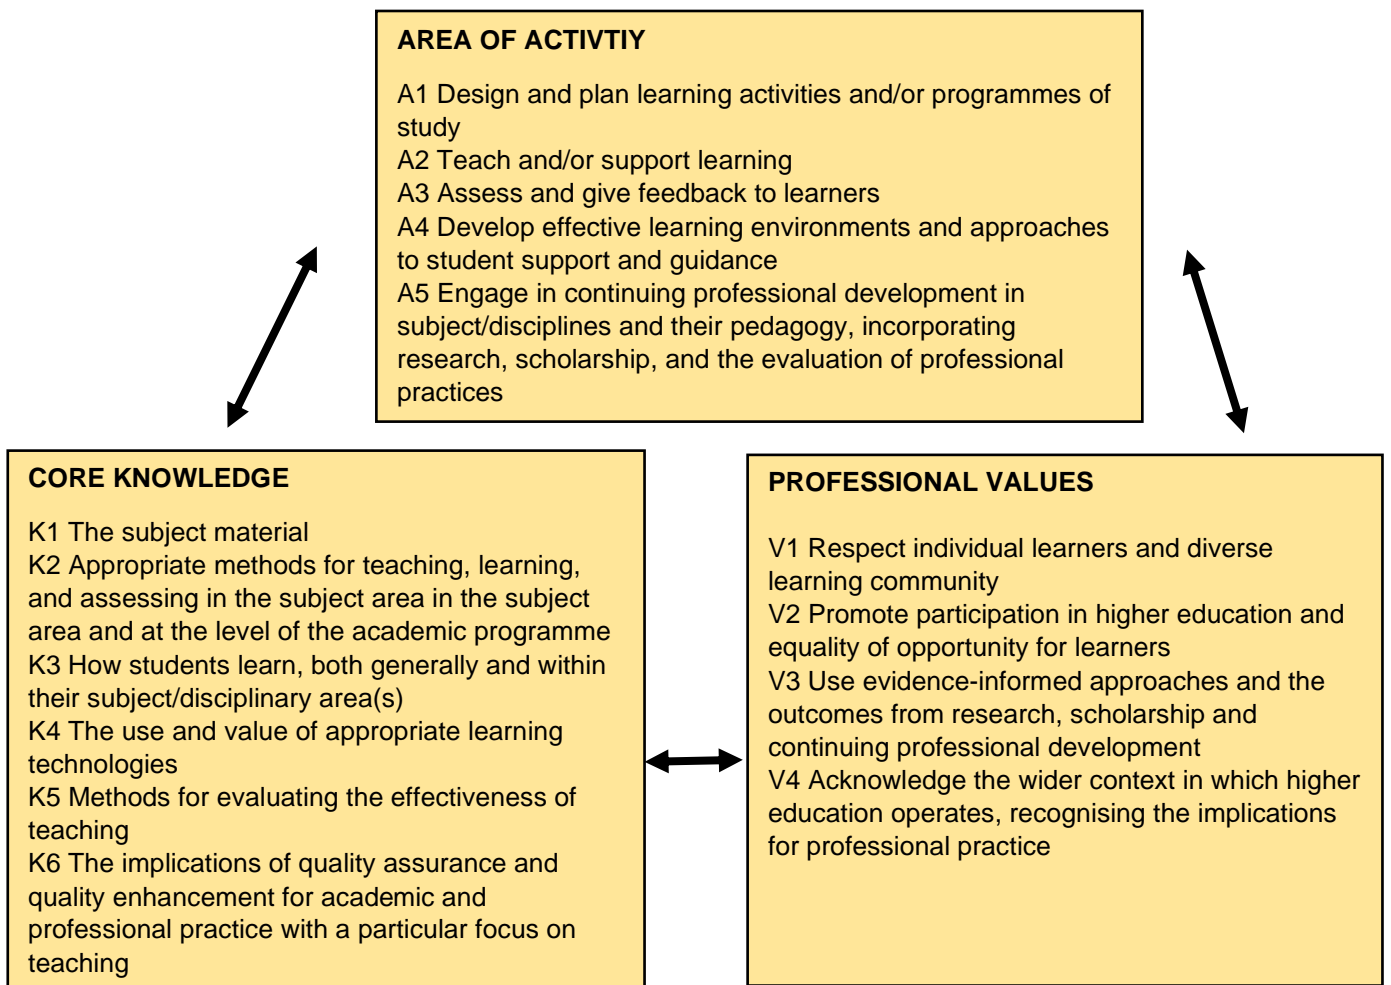 AREA OF ACTIVTIY
A1 Design and plan learning activities and/or programmes of
study
A2 Teach and/or support learning
A3 Assess and give feedback to learners
A4 Develop effective learning environments and approaches
to student support and guidance
A5 Engage in continuing professional development in
subject/disciplines and their pedagogy, incorporating
research, scholarship, and the evaluation of professional
practices
CORE KNOWLEDGE
K1 The subject material
K2 Appropriate methods for teaching, learning,
and assessing in the subject area in the subject
area and at the level of the academic programme
K3 How students learn, both generally and within
their subject/disciplinary area(s)
K4 The use and value of appropriate learning
technologies
K5 Methods for evaluating the effectiveness of
teaching
K6 The implications of quality assurance and
quality enhancement for academic and
professional practice with a particular focus on
teaching
PROFESSIONAL VALUES
V1 Respect individual learners and diverse
learning community
V2 Promote participation in higher education and
equality of opportunity for learners
V3 Use evidence-informed approaches and the
outcomes from research, scholarship and
continuing professional development
V4 Acknowledge the wider context in which higher
education operates, recognising the implications
for professional practice